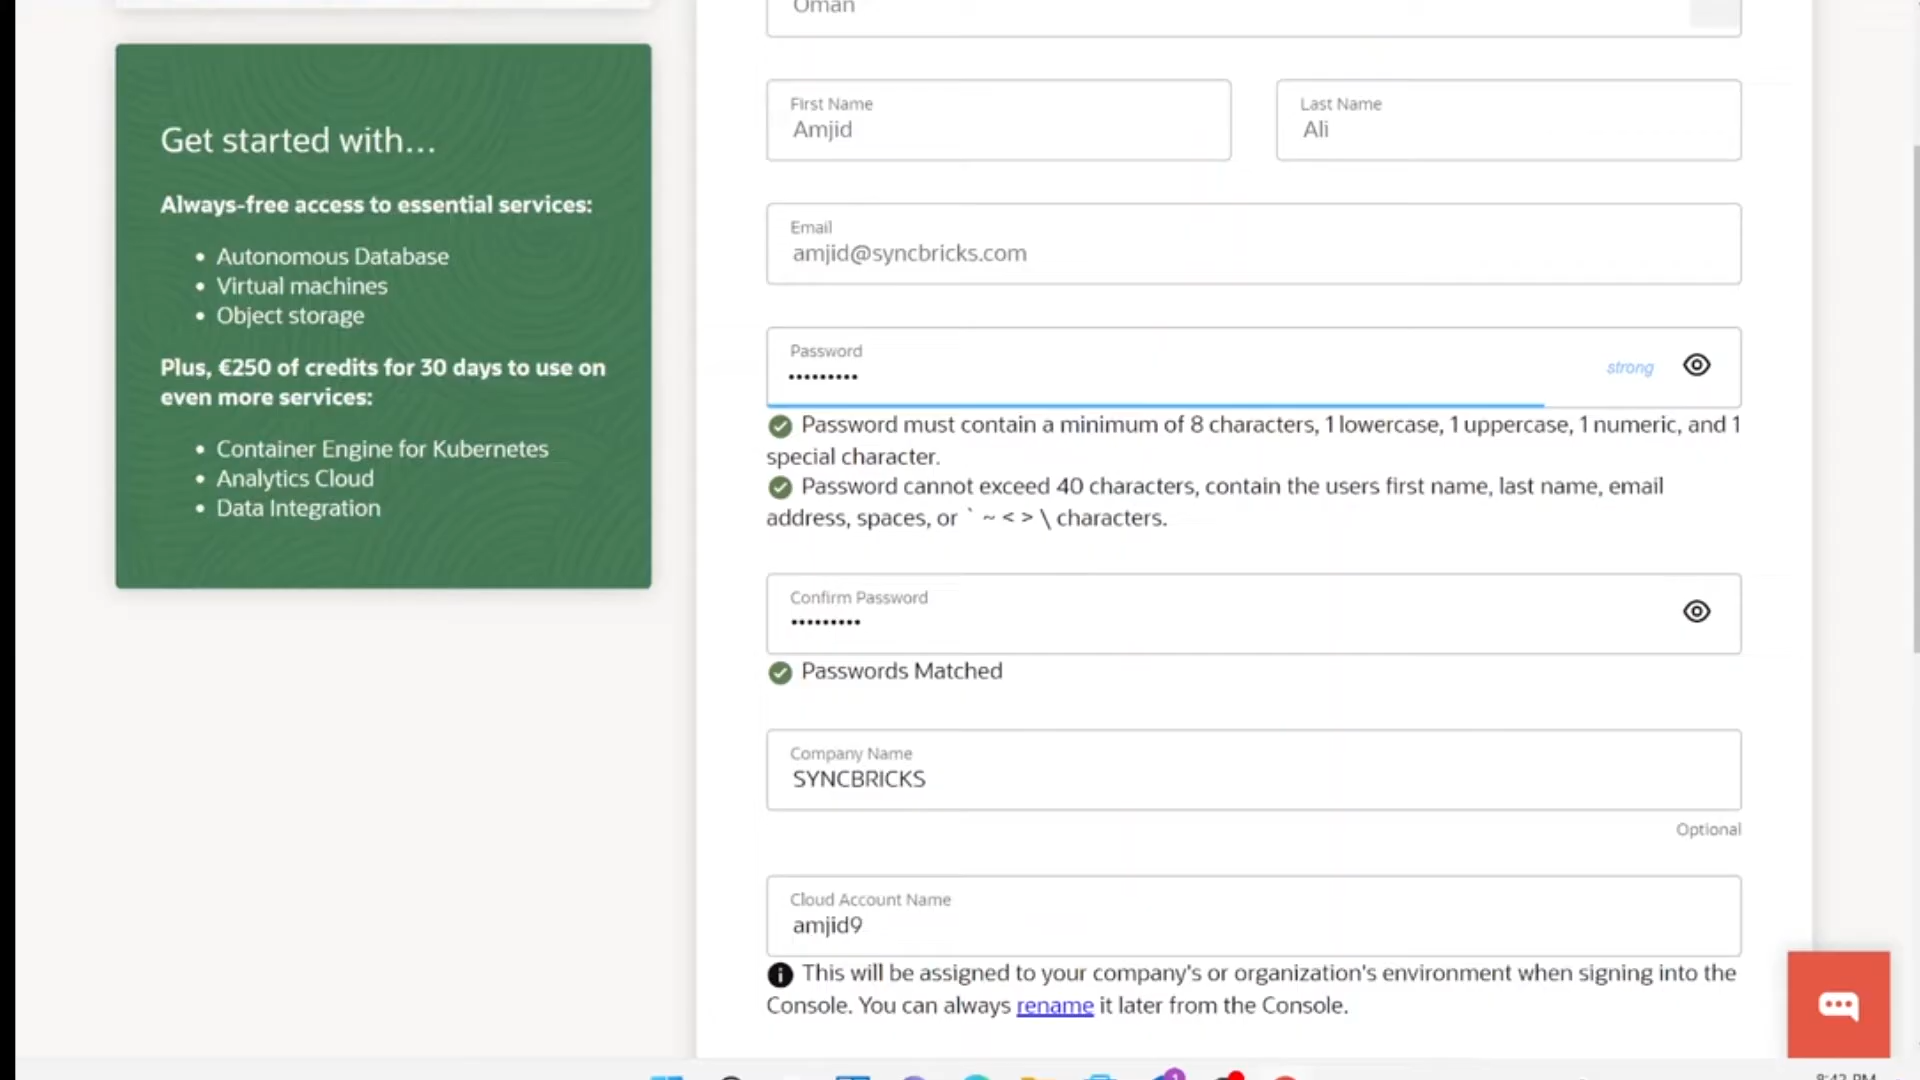 Get started with...
Always-free access to essential services:
• Autonomous Database
• Virtual machines
• Object storage
Plus, €250 of credits for 30 days to use on
even more services:
• Container Engine for Kubernetes
• Analytics Cloud
• Data Integration
Oman
First Name
Amjid
Last Name
Ali
Email
amjid@syncbricks.com
Password
•••••••••
strong
Password must contain a minimum of 8 characters, 1 lowercase, 1 uppercase, 1 numeric, and 1
special character.
Password cannot exceed 40 characters, contain the users first name, last name, email
address, spaces, or ` ~ < > \ characters.
Confirm Password
•••••••••
Passwords Matched
Company Name
SYNCBRICKS
Optional
Cloud Account Name
amjid9
This will be assigned to your company's or organization's environment when signing into the
Console. You can always rename it later from the Console.